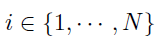 i ∈ {1, ⋯ , N}